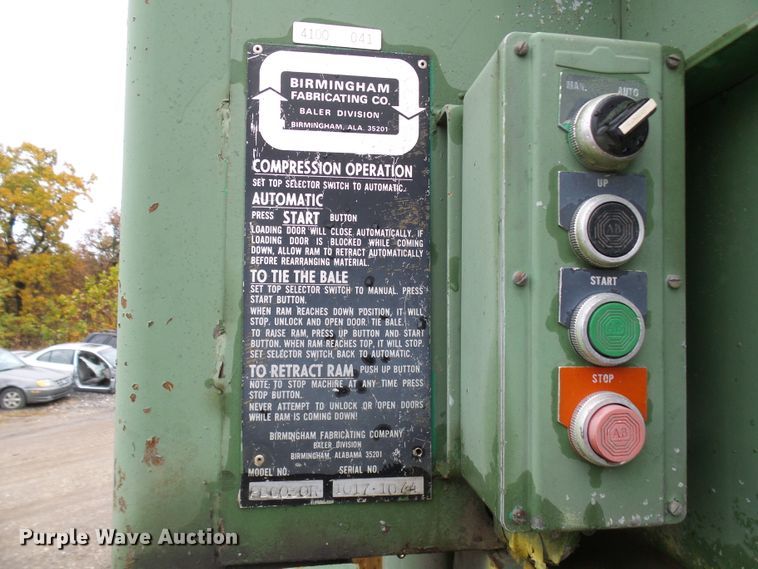 4100 041
BIRMINGHAM
FABRICATING CO.
BALER DIVISION
BIRMINGHAM, ALA. 35201
COMPRESSION OPERATION
SET TOP SELECTOR SWITCH TO AUTOMATIC.
AUTOMATIC
PRESS START BUTTON
LOADING DOOR WILL CLOSE AUTOMATICALLY. IF
LOADING DOOR IS BLOCKED WHILE COMING
DOWN, ALLOW RAM TO RETRACT AUTOMATICALLY
BEFORE REARRANGING MATERIAL.
TO TIE THE BALE
SET TOP SELECTOR SWITCH TO MANUAL. PRESS
START BUTTON.
WHEN RAM REACHES DOWN POSITION, IT WILL
STOP. UNLOCK AND OPEN DOOR. TIE BALE.
TO RAISE RAM, PRESS UP BUTTON AND START
BUTTON. WHEN RAM REACHES TOP, IT WILL STOP.
SET SELECTOR SWITCH BACK TO AUTOMATIC.
TO RETRACT RAM PUSH UP BUTTON
NOTE: TO STOP MACHINE AT ANY TIME PRESS
STOP BUTTON.
NEVER ATTEMPT TO UNLOCK OR OPEN DOORS
WHILE RAM IS COMING DOWN!
BIRMINGHAM FABRICATING COMPANY
BALER DIVISION
BIRMINGHAM, ALABAMA 35201
MODEL NO. SERIAL NO.
1017-1074
MAN. AUTO
UP
AB
START
AB
STOP
AB
Purple Wave Auction